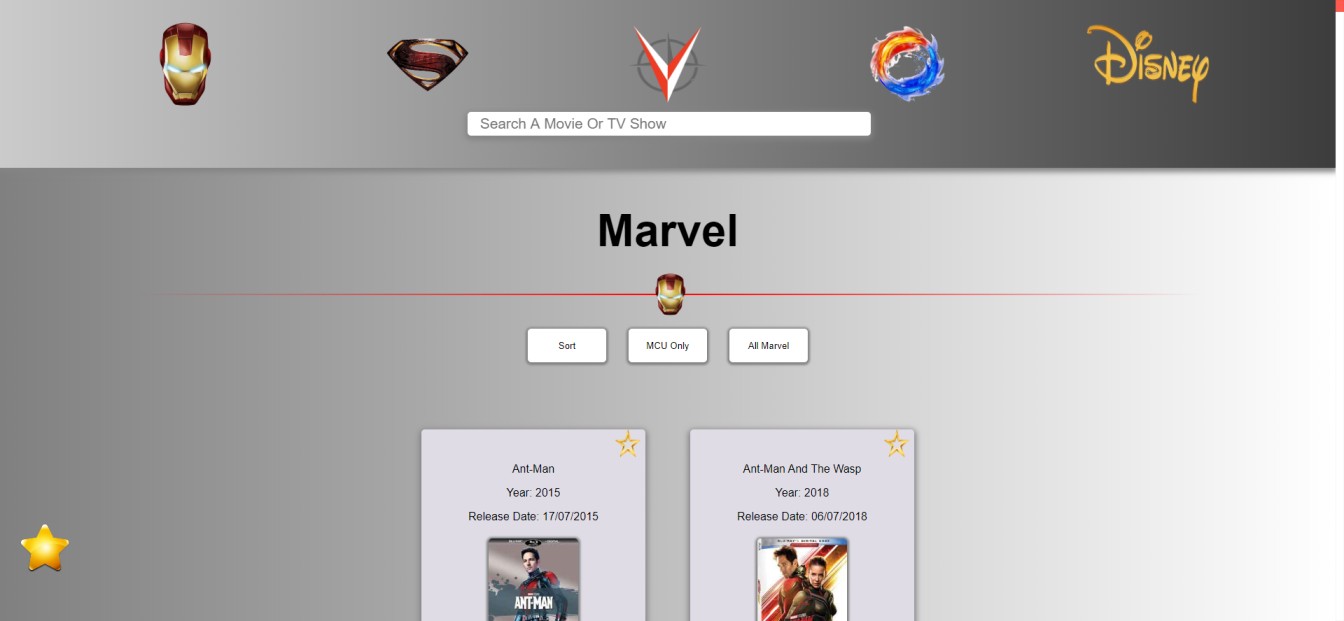 Disney
Search A Movie Or TV Show
Marvel
Sort
MCU Only
All Marvel
Ant-Man
Year: 2015
Release Date: 17/07/2015
ANT-MAN
Ant-Man And The Wasp
Year: 2018
Release Date: 06/07/2018